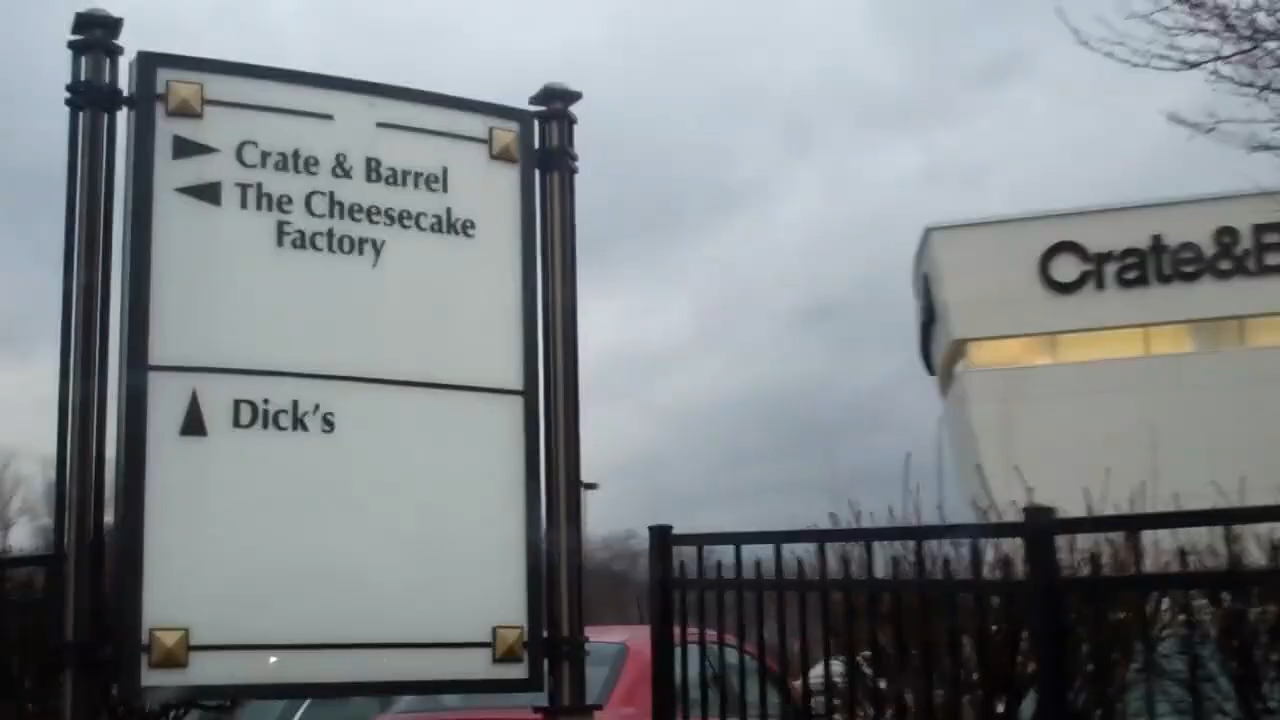 Crate & Barrel
The Cheesecake
Factory
Dick's
Crate&B